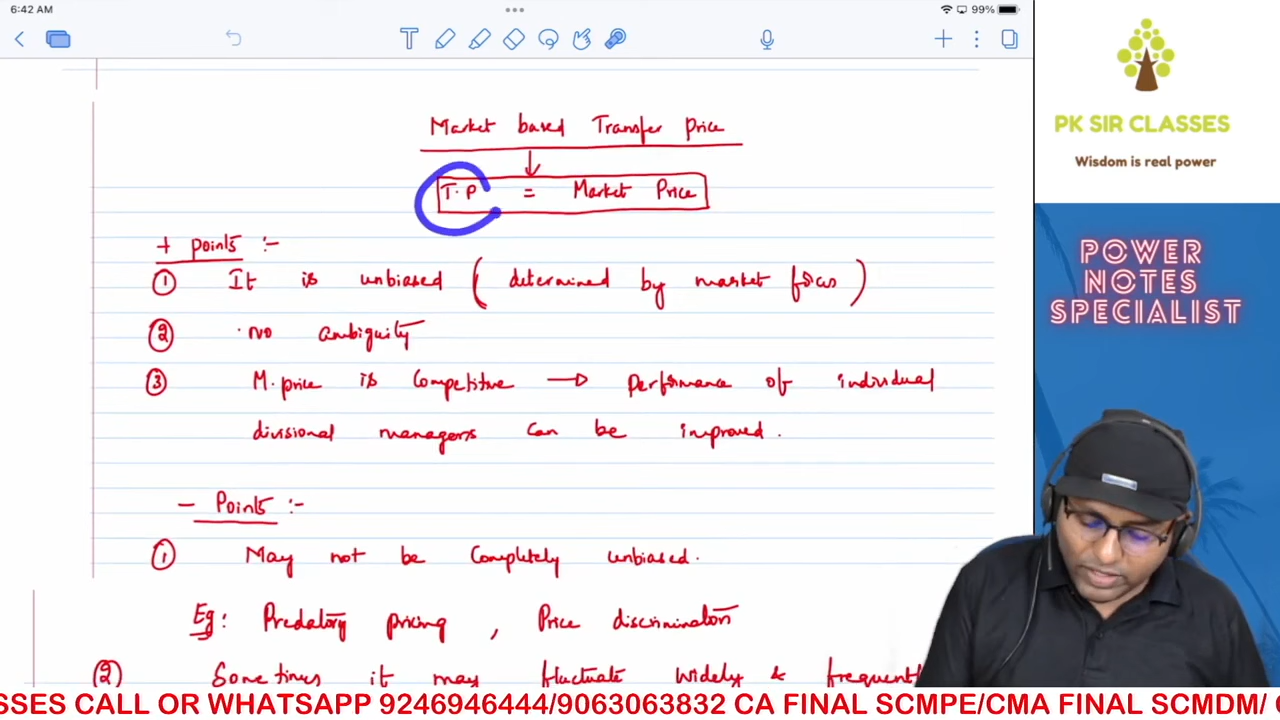 6:42 AM
99%
Market based Transfer Price
T.P = Market Price
+ points :-
① It is unbiased ( determined by market focus )
② no ambiguity
③ M. price is Competitive → Performance of individual
divisional managers can be improved.
- Points :-
① May not be Completely unbiased.
Eg: Predatory pricing , Price discrimination
② Sometimes it may fluctuate widely & frequent
PK SIR CLASSES
Wisdom is real power
POWER
NOTES
SPECIALIST
SSES CALL OR WHATSAPP 9246946444/9063063832 CA FINAL SCMPE/CMA FINAL SCMDM/